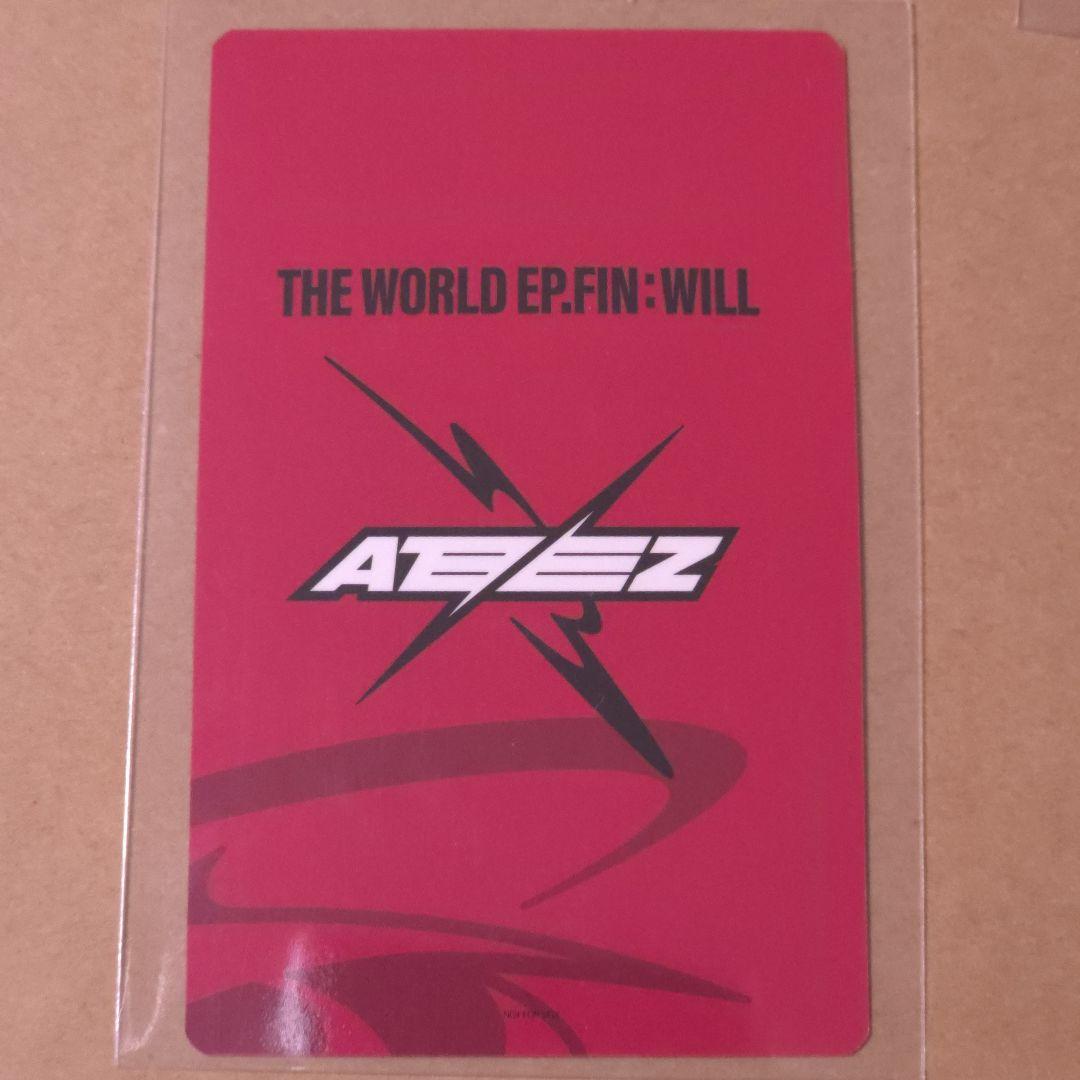 THE WORLD EP.FIN : WILL
ATEEZ